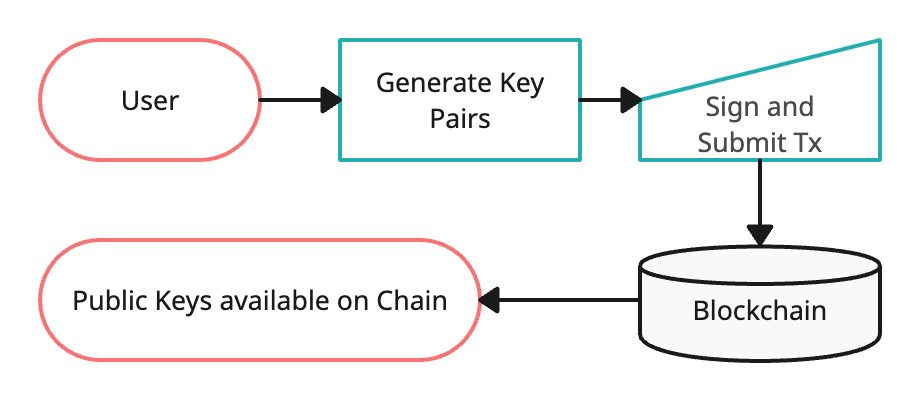 User
Generate Key
Pairs
Sign and
Submit Tx
Public Keys available on Chain
Blockchain